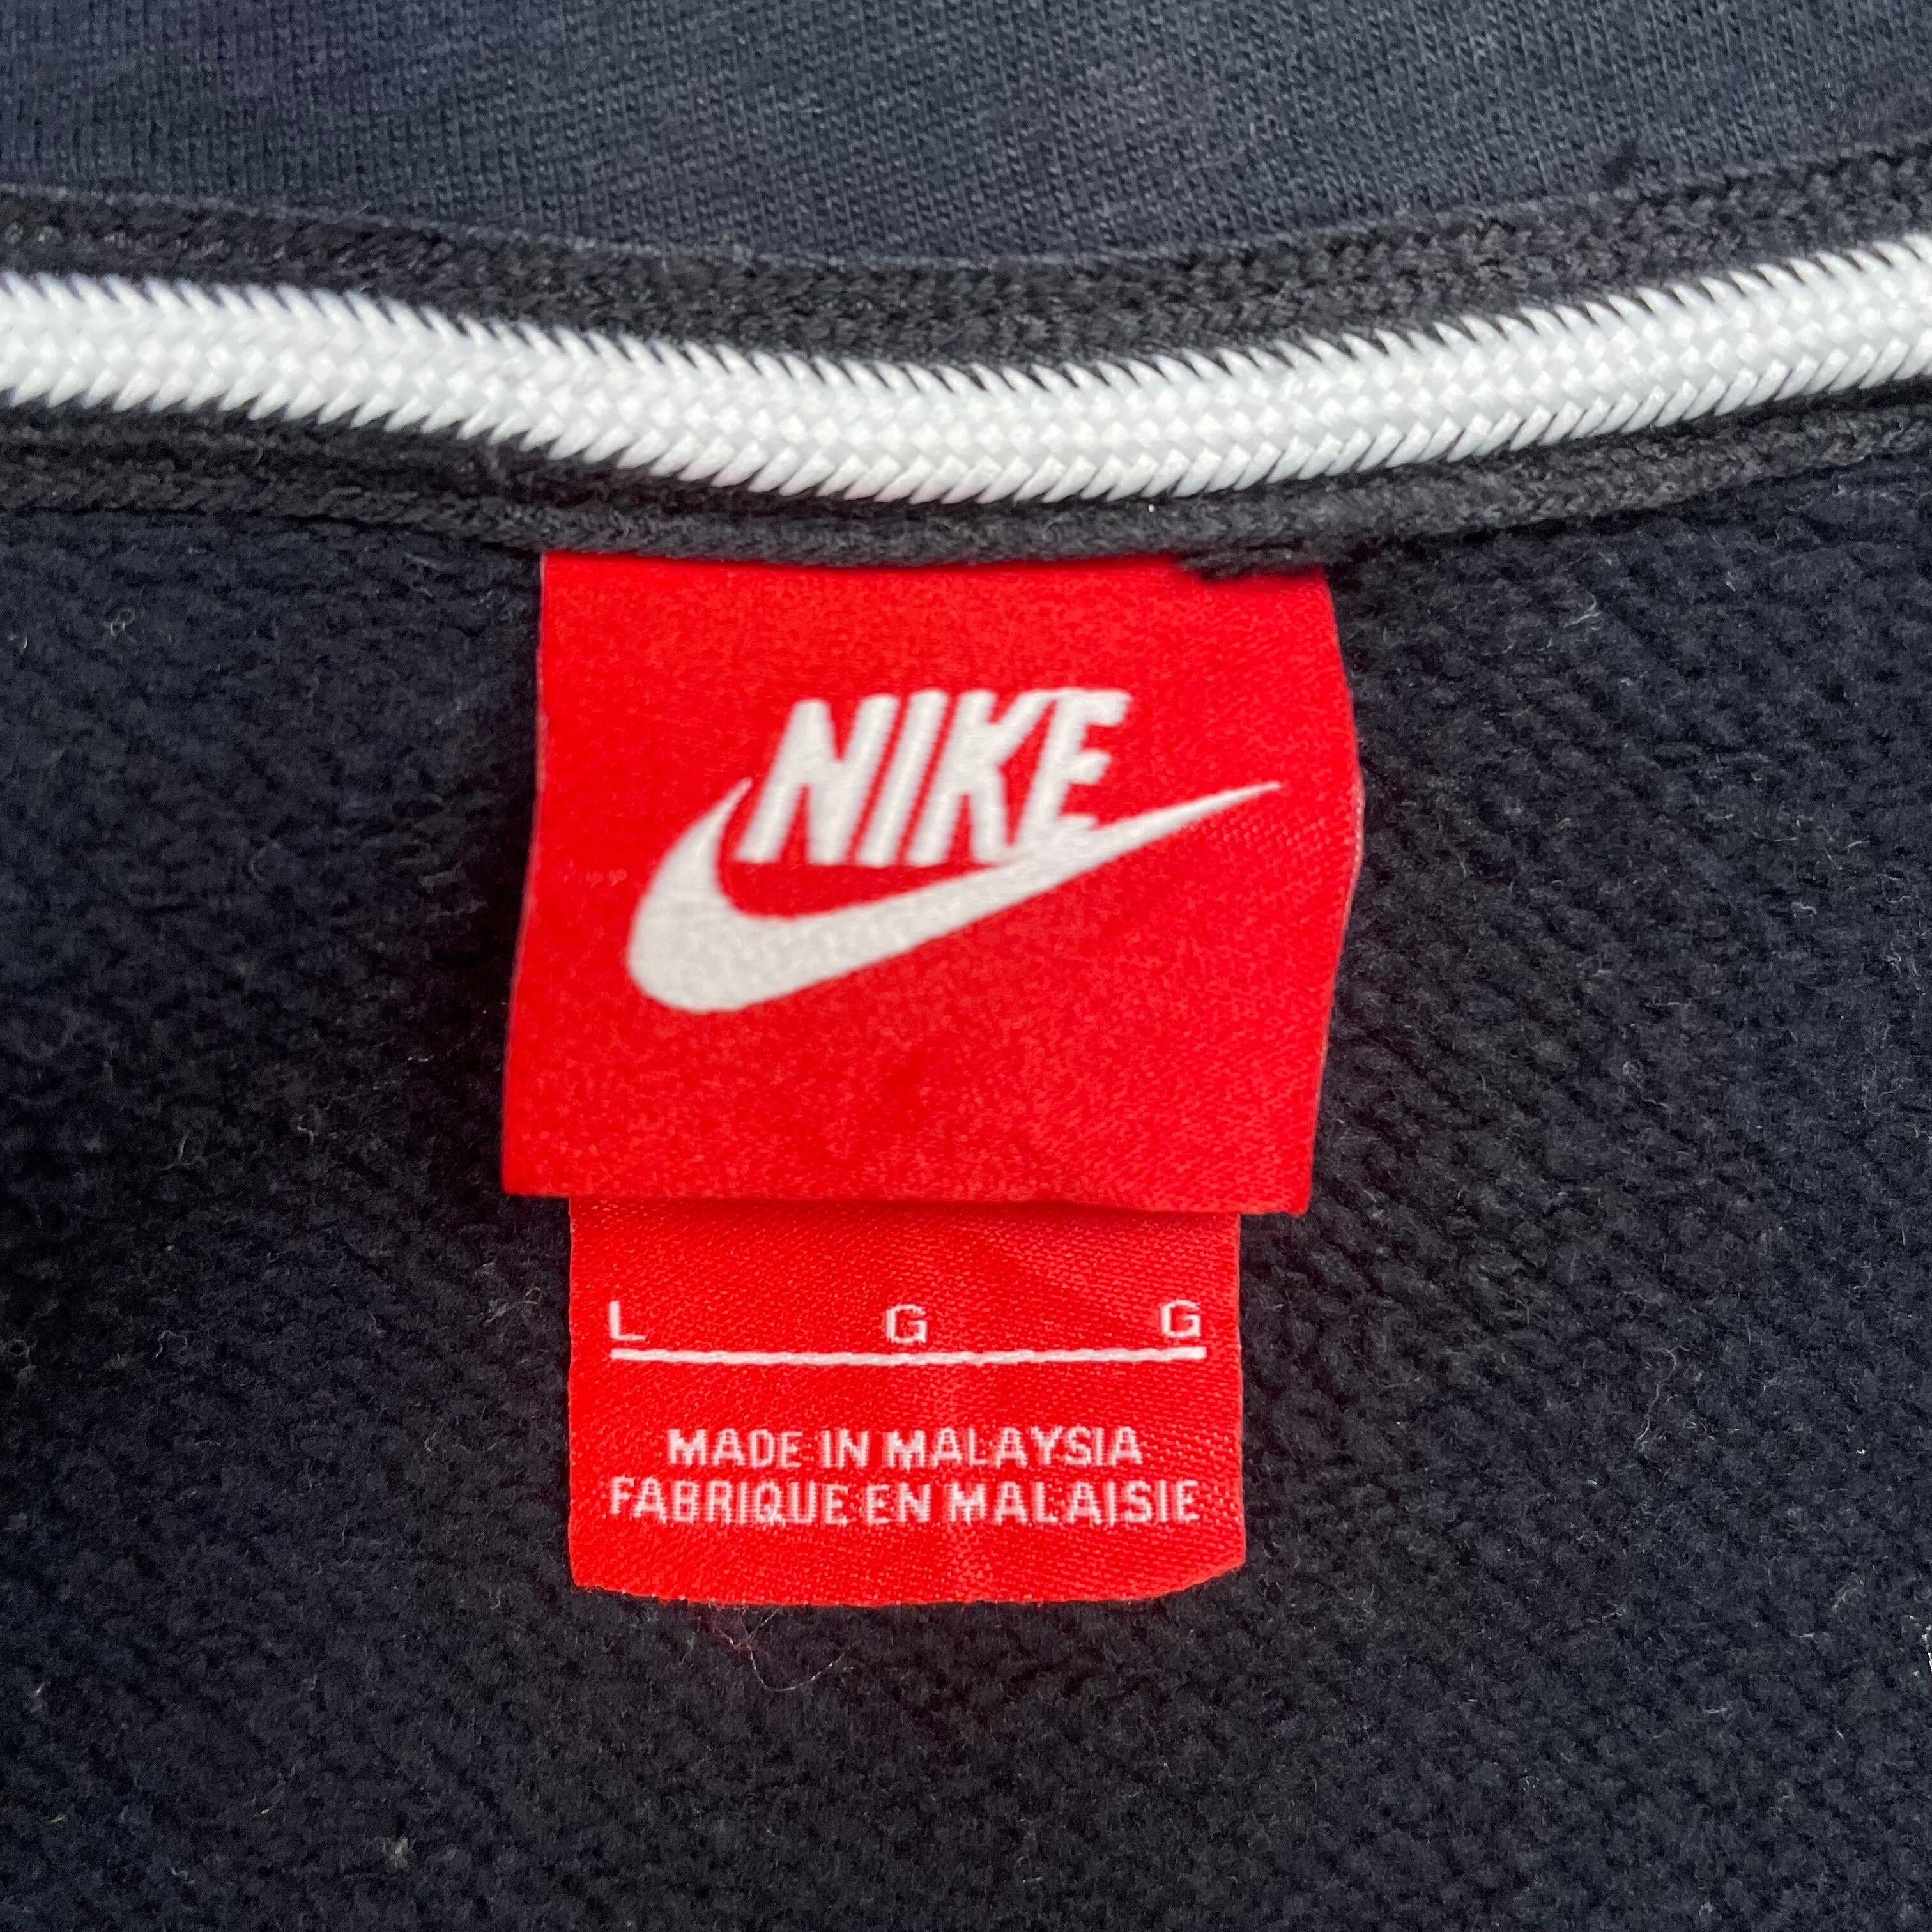 NIKE
L G G
MADE IN MALAYSIA
FABRIQUE EN MALAISIE